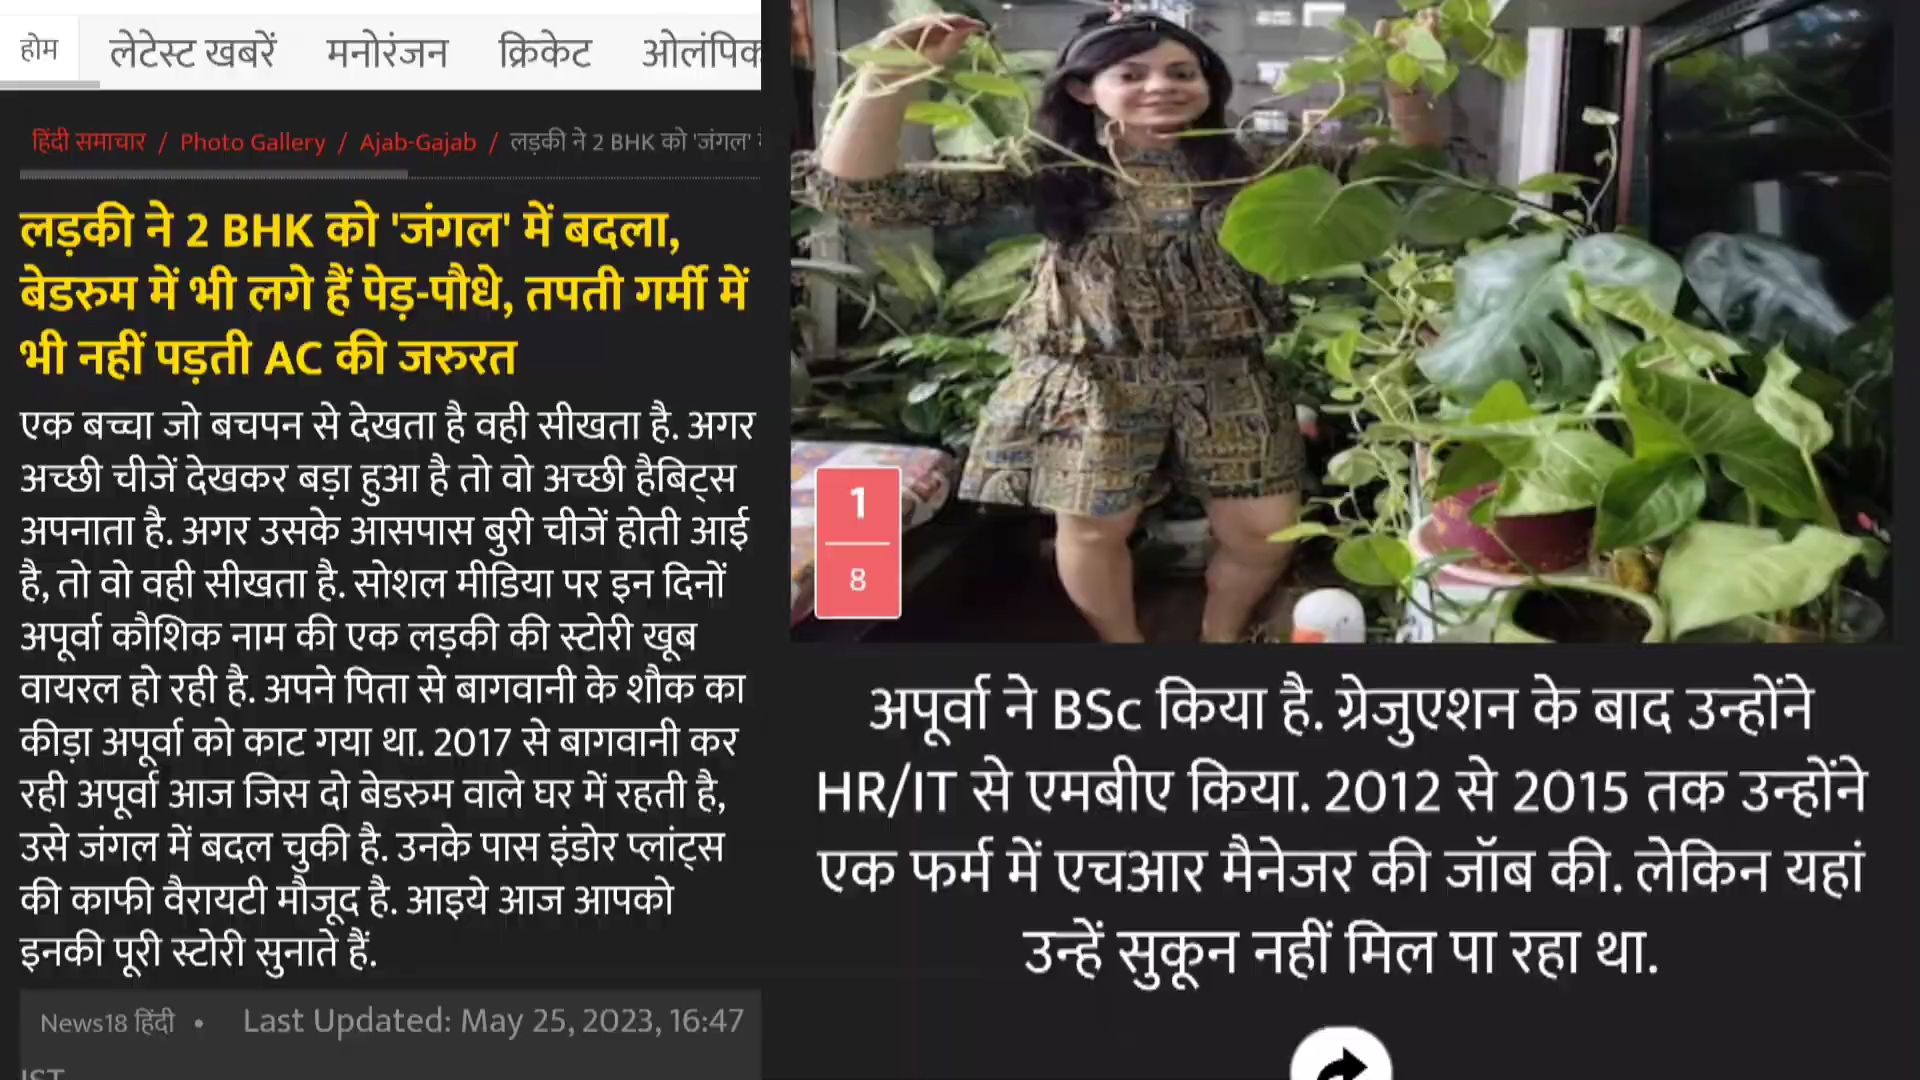 होम लेटेस्ट खबरें मनोरंजन क्रिकेट ओलंपिक
हिंदी समाचार / Photo Gallery / Ajab-Gajab / लड़की ने 2 BHK को 'जंगल'
लड़की ने 2 BHK को 'जंगल' में बदला,
बेडरुम में भी लगे हैं पेड़-पौधे, तपती गर्मी में
भी नहीं पड़ती AC की जरुरत
एक बच्चा जो बचपन से देखता है वही सीखता है. अगर
अच्छी चीजें देखकर बड़ा हुआ है तो वो अच्छी हैबिट्स
अपनाता है. अगर उसके आसपास बुरी चीजें होती आई
है, तो वो वही सीखता है. सोशल मीडिया पर इन दिनों
अपूर्वा कौशिक नाम की एक लड़की की स्टोरी खूब
वायरल हो रही है. अपने पिता से बागवानी के शौक का
कीड़ा अपूर्वा को काट गया था. 2017 से बागवानी कर
रही अपूर्वा आज जिस दो बेडरुम वाले घर में रहती है,
उसे जंगल में बदल चुकी है. उनके पास इंडोर प्लांट्स
की काफी वैरायटी मौजूद है. आइये आज आपको
इनकी पूरी स्टोरी सुनाते हैं.
News18 हिंदी • Last Updated: May 25, 2023, 16:47
IST
1
8
अपूर्वा ने BSc किया है. ग्रेजुएशन के बाद उन्होंने
HR/IT से एमबीए किया. 2012 से 2015 तक उन्होंने
एक फर्म में एचआर मैनेजर की जॉब की. लेकिन यहां
उन्हें सुकून नहीं मिल पा रहा था.